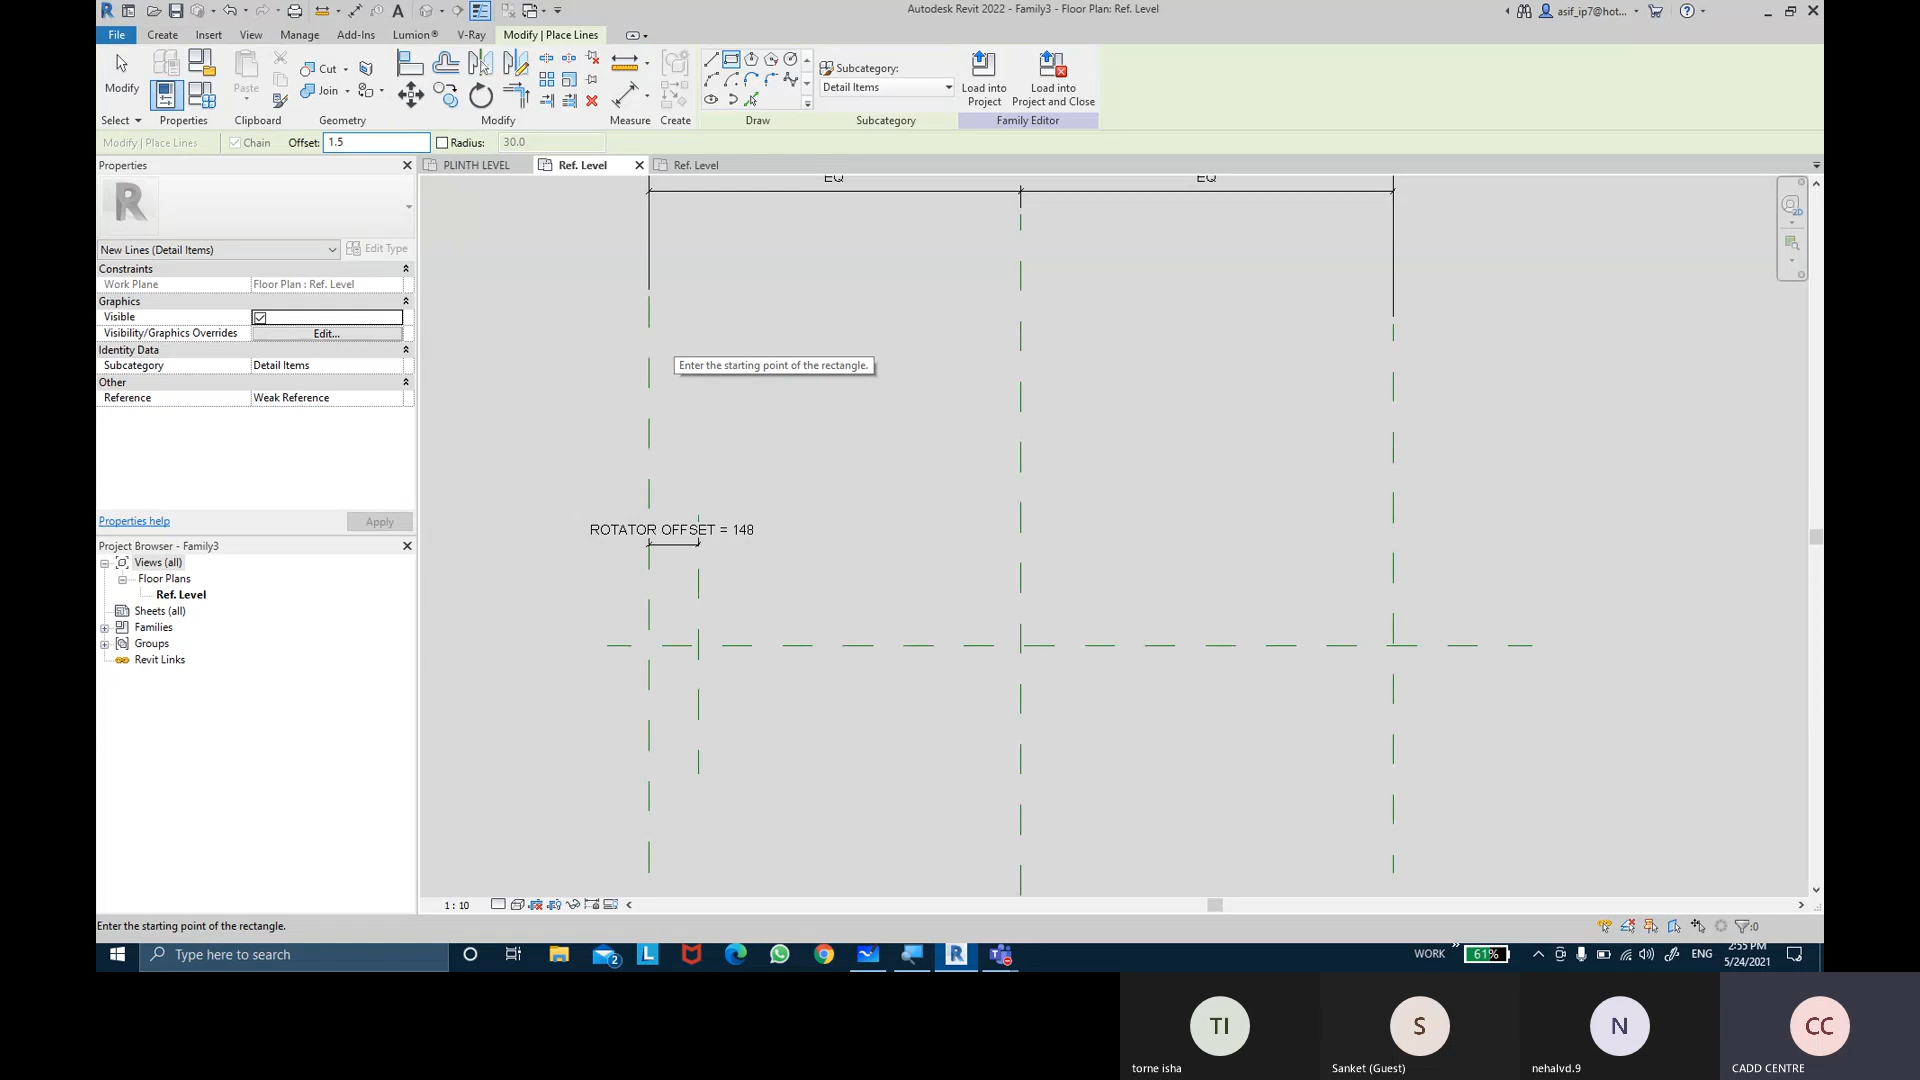 Autodesk Revit 2022 - Family3 - Floor Plan: Ref. Level
asif_ip7@hot...
File Create Insert View Manage Add-Ins Lumion® V-Ray Modify | Place Lines
Modify
Paste
Cut
Join
Subcategory:
Detail Items
Load into
Project
Load into
Project and Close
Select Properties Clipboard Geometry Modify Measure Create Draw Subcategory Family Editor
Modify | Place Lines Chain Offset: 1.5 Radius: 30.0
Properties
PLINTH LEVEL Ref. Level Ref. Level
R
New Lines (Detail Items) Edit Type
Constraints
Work Plane Floor Plan : Ref. Level
Graphics
Visible
Visibility/Graphics Overrides Edit...
Identity Data
Subcategory Detail Items
Other
Reference Weak Reference
Properties help Apply
Project Browser - Family3
Views (all)
Floor Plans
Ref. Level
Sheets (all)
Families
Groups
Revit Links
EQ EQ
Enter the starting point of the rectangle.
ROTATOR OFFSET = 148
1 : 10
Enter the starting point of the rectangle.
:0
Type here to search
2
WORK
61%
ENG
2:55 PM
5/24/2021
TI
torne isha
S
Sanket (Guest)
N
nehalvd.9
CC
CADD CENTRE